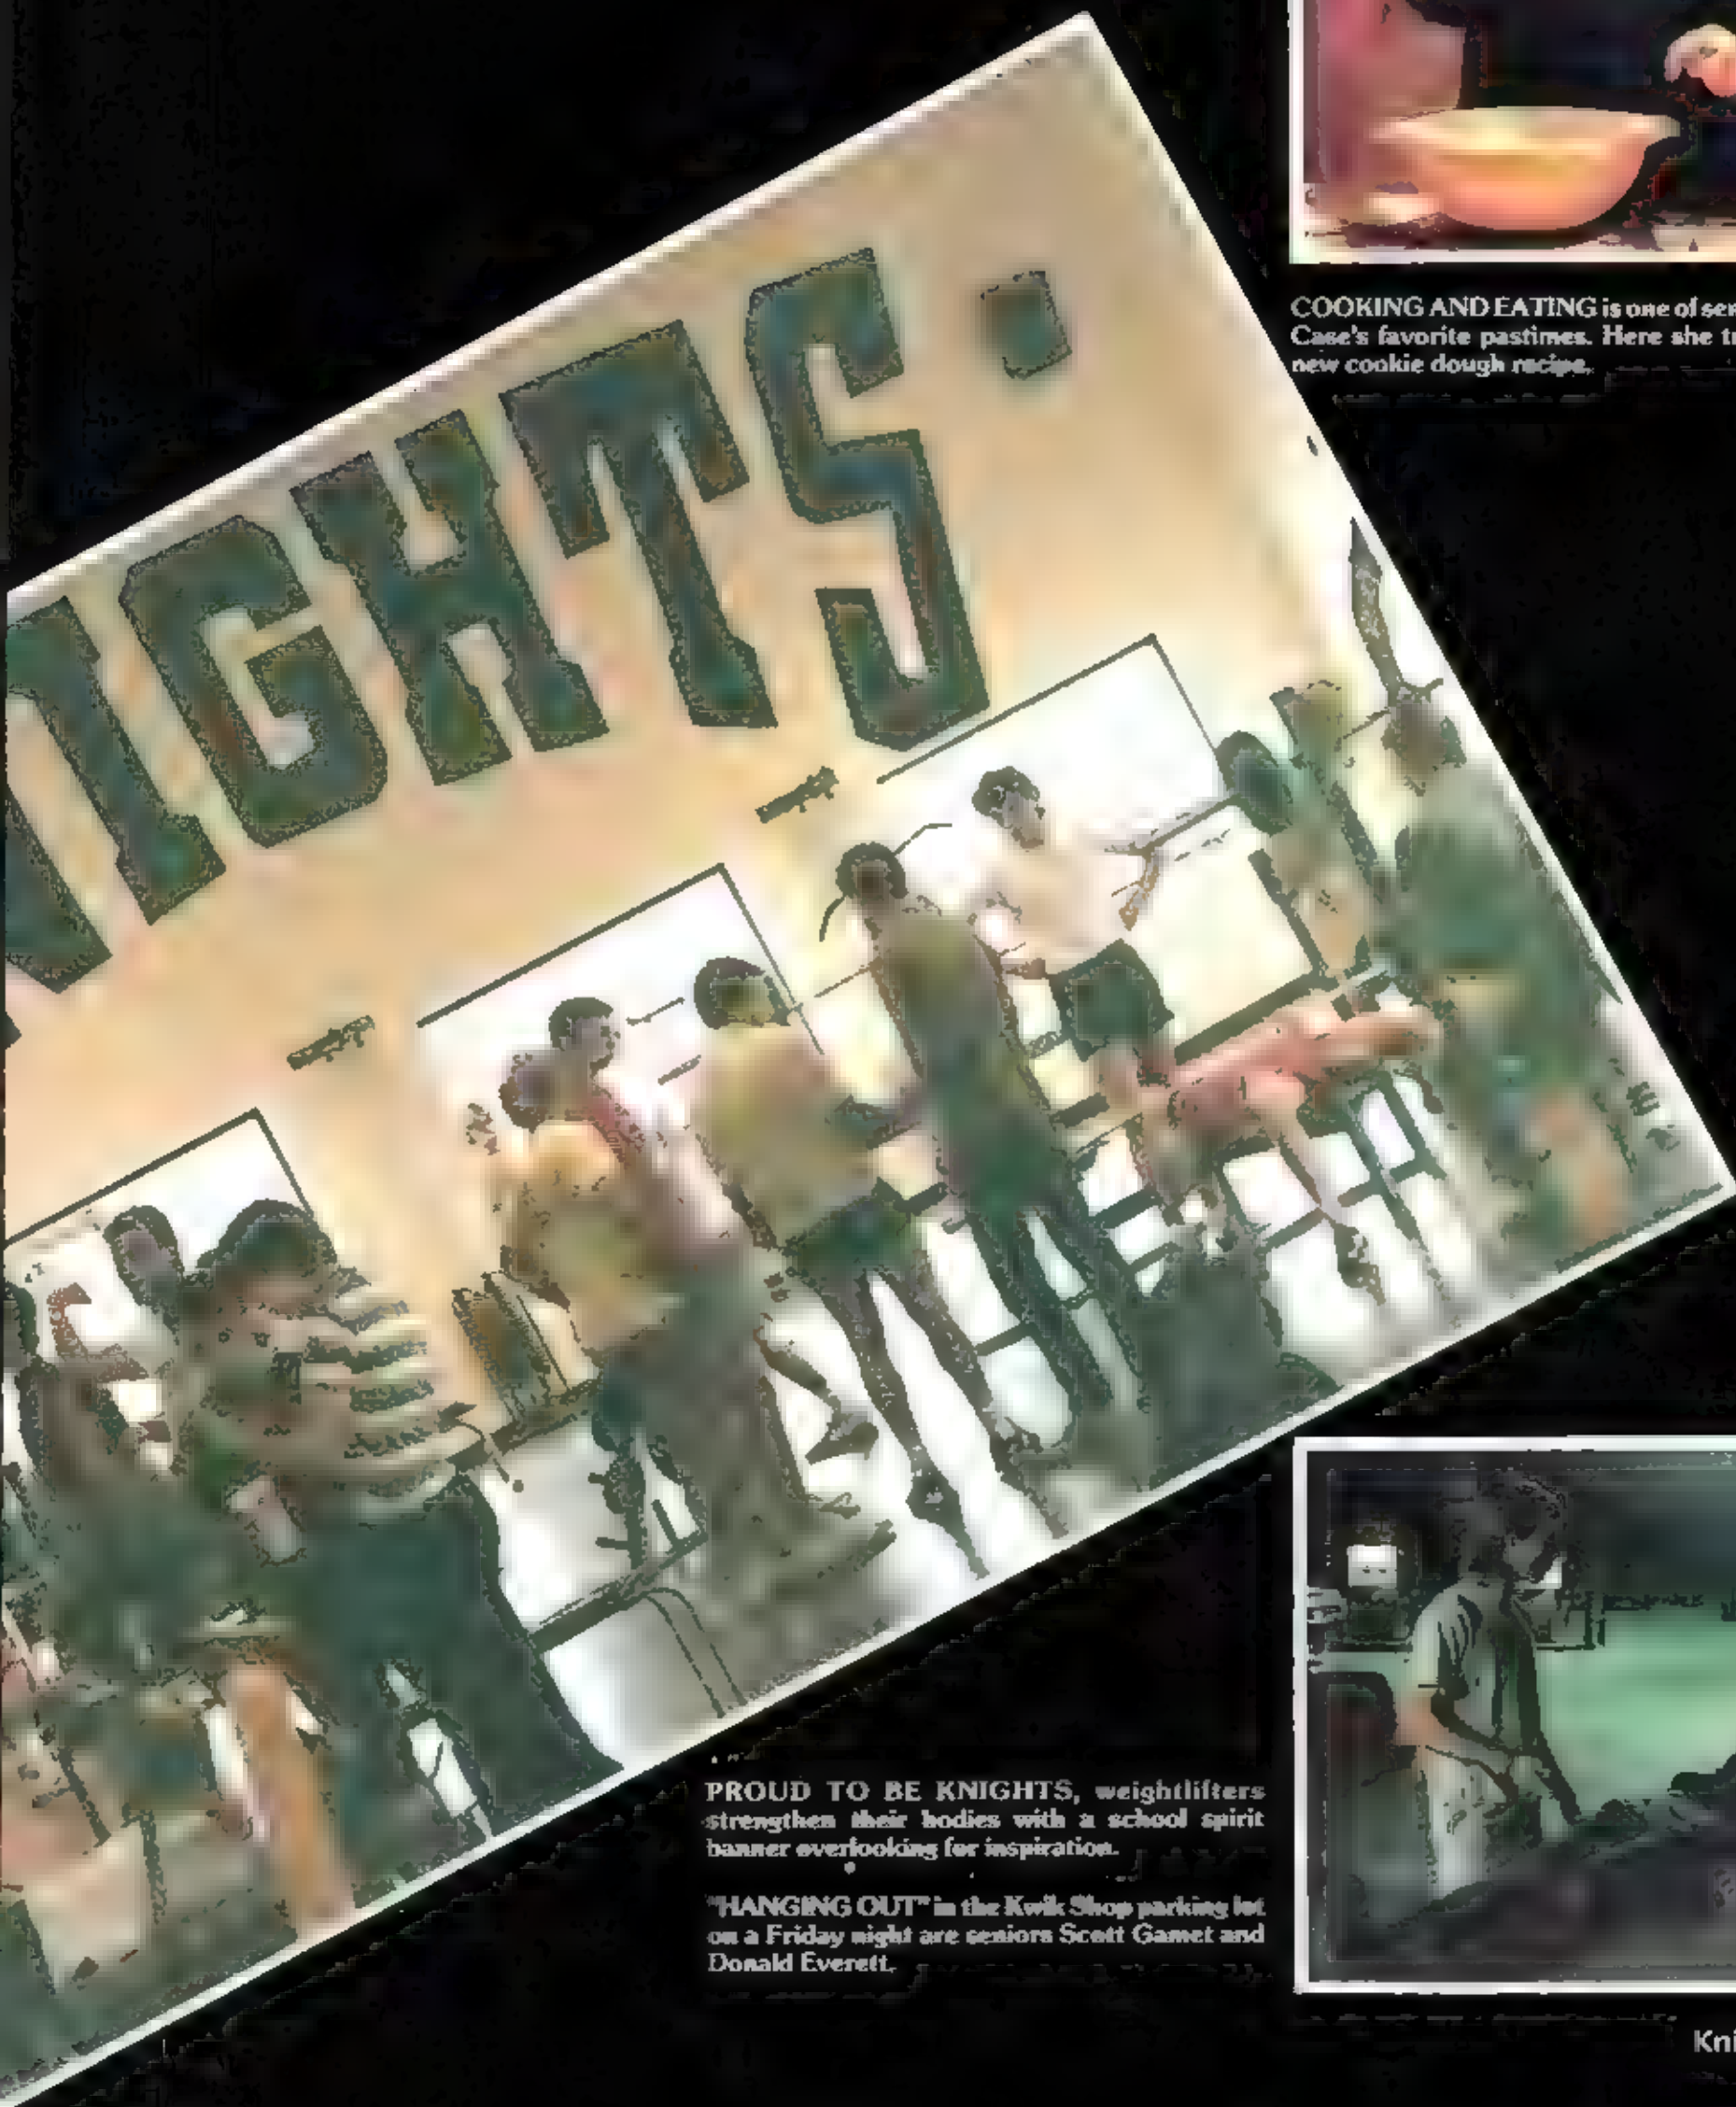 NIGHTS.
COOKING AND EATING is one of sen
Case's favorite pastimes. Here she tr
new cookie dough recipe.
PROUD TO BE KNIGHTS, weightlifters
strengthen their bodies with a school spirit
banner overlooking for inspiration.
"HANGING OUT" in the Kwik Shop parking lot
on a Friday night are seniors Scott Gamet and
Donald Everett.
Kni